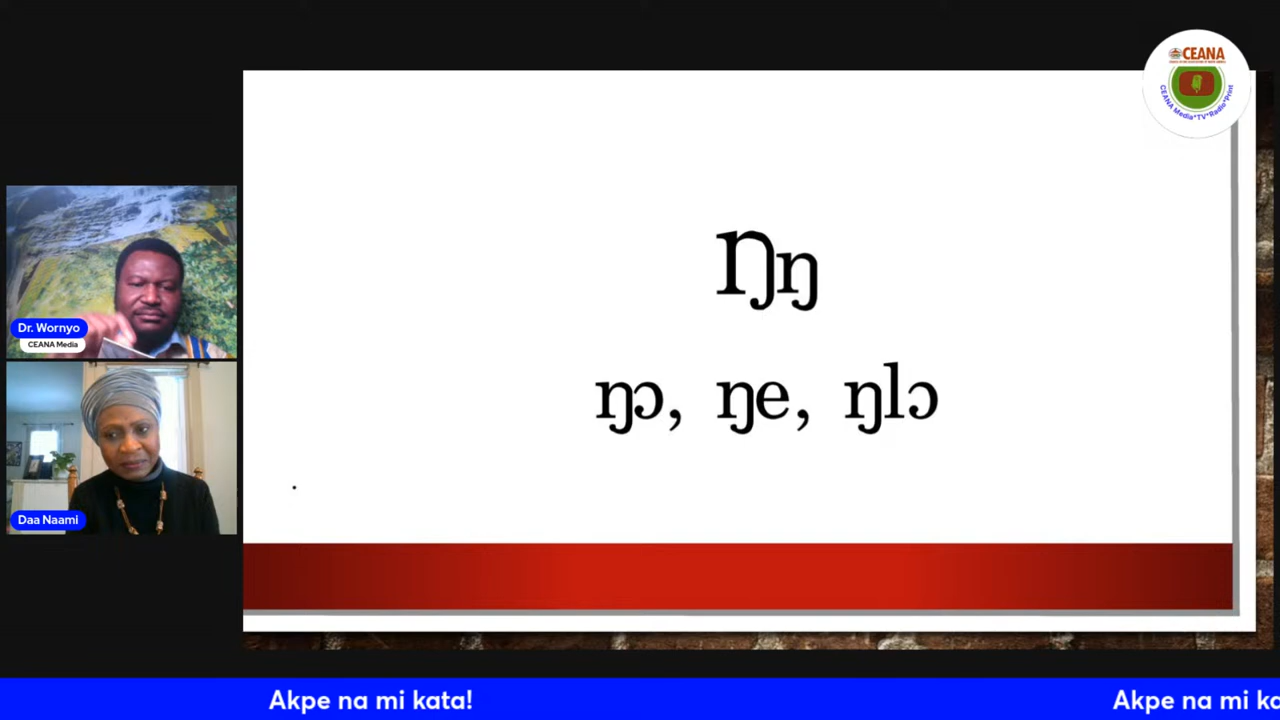 CEANA
CEANA Media*TV*Radio*Print
Ŋŋ
ŋɔ, ŋe, ŋlɔ
.
Dr. Wornyo
CEANA Media
Daa Naami
Akpe na mi kata!
Akpe na mi ka